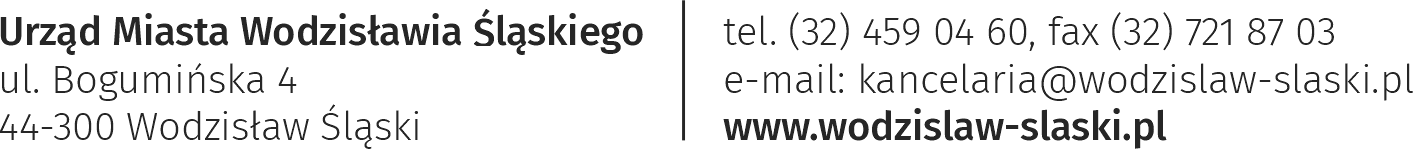 Urząd Miasta Wodzisławia Śląskiego
ul. Bogumińska 4
44-300 Wodzisław Śląski
tel. (32) 459 04 60, fax (32) 721 87 03
e-mail: kancelaria@wodzislaw-slaski.pl
www.wodzislaw-slaski.pl